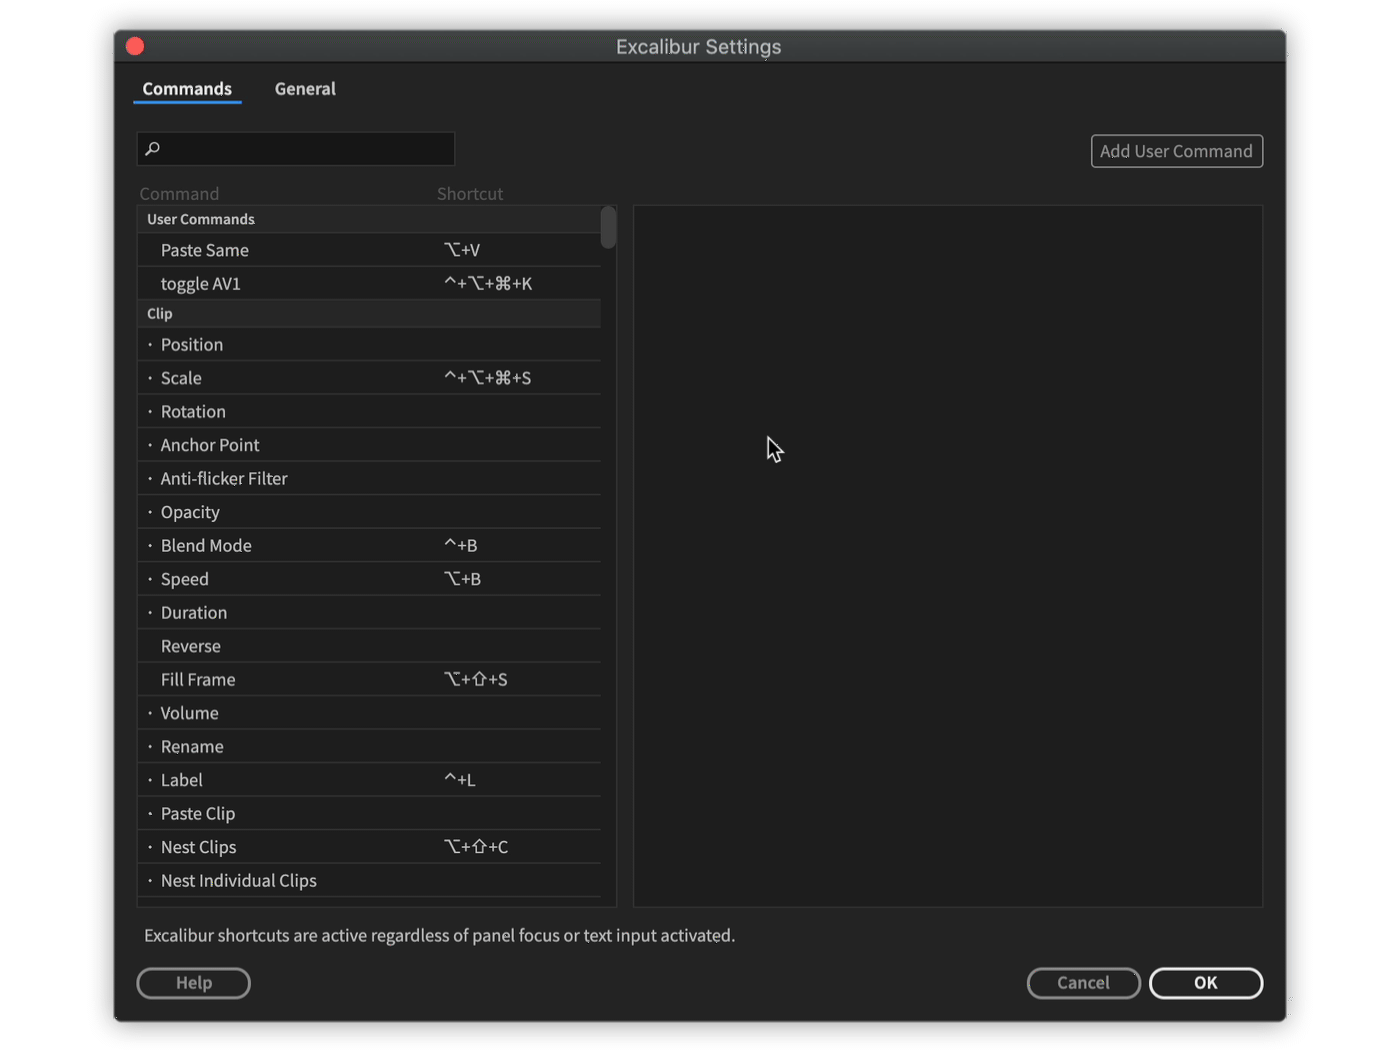 Excalibur Settings
Commands General
Add User Command
Command Shortcut
User Commands
Paste Same ⌥+V
toggle AV1 ^+⌥+⌘+K
Clip
· Position
· Scale ^+⌥+⌘+S
· Rotation
· Anchor Point
· Anti-flicker Filter
· Opacity
· Blend Mode ^+B
· Speed ⌥+B
· Duration
Reverse
Fill Frame ⌥+⇧+S
· Volume
· Rename
· Label ^+L
· Paste Clip
· Nest Clips ⌥+⇧+C
· Nest Individual Clips
Excalibur shortcuts are active regardless of panel focus or text input activated.
Help Cancel OK